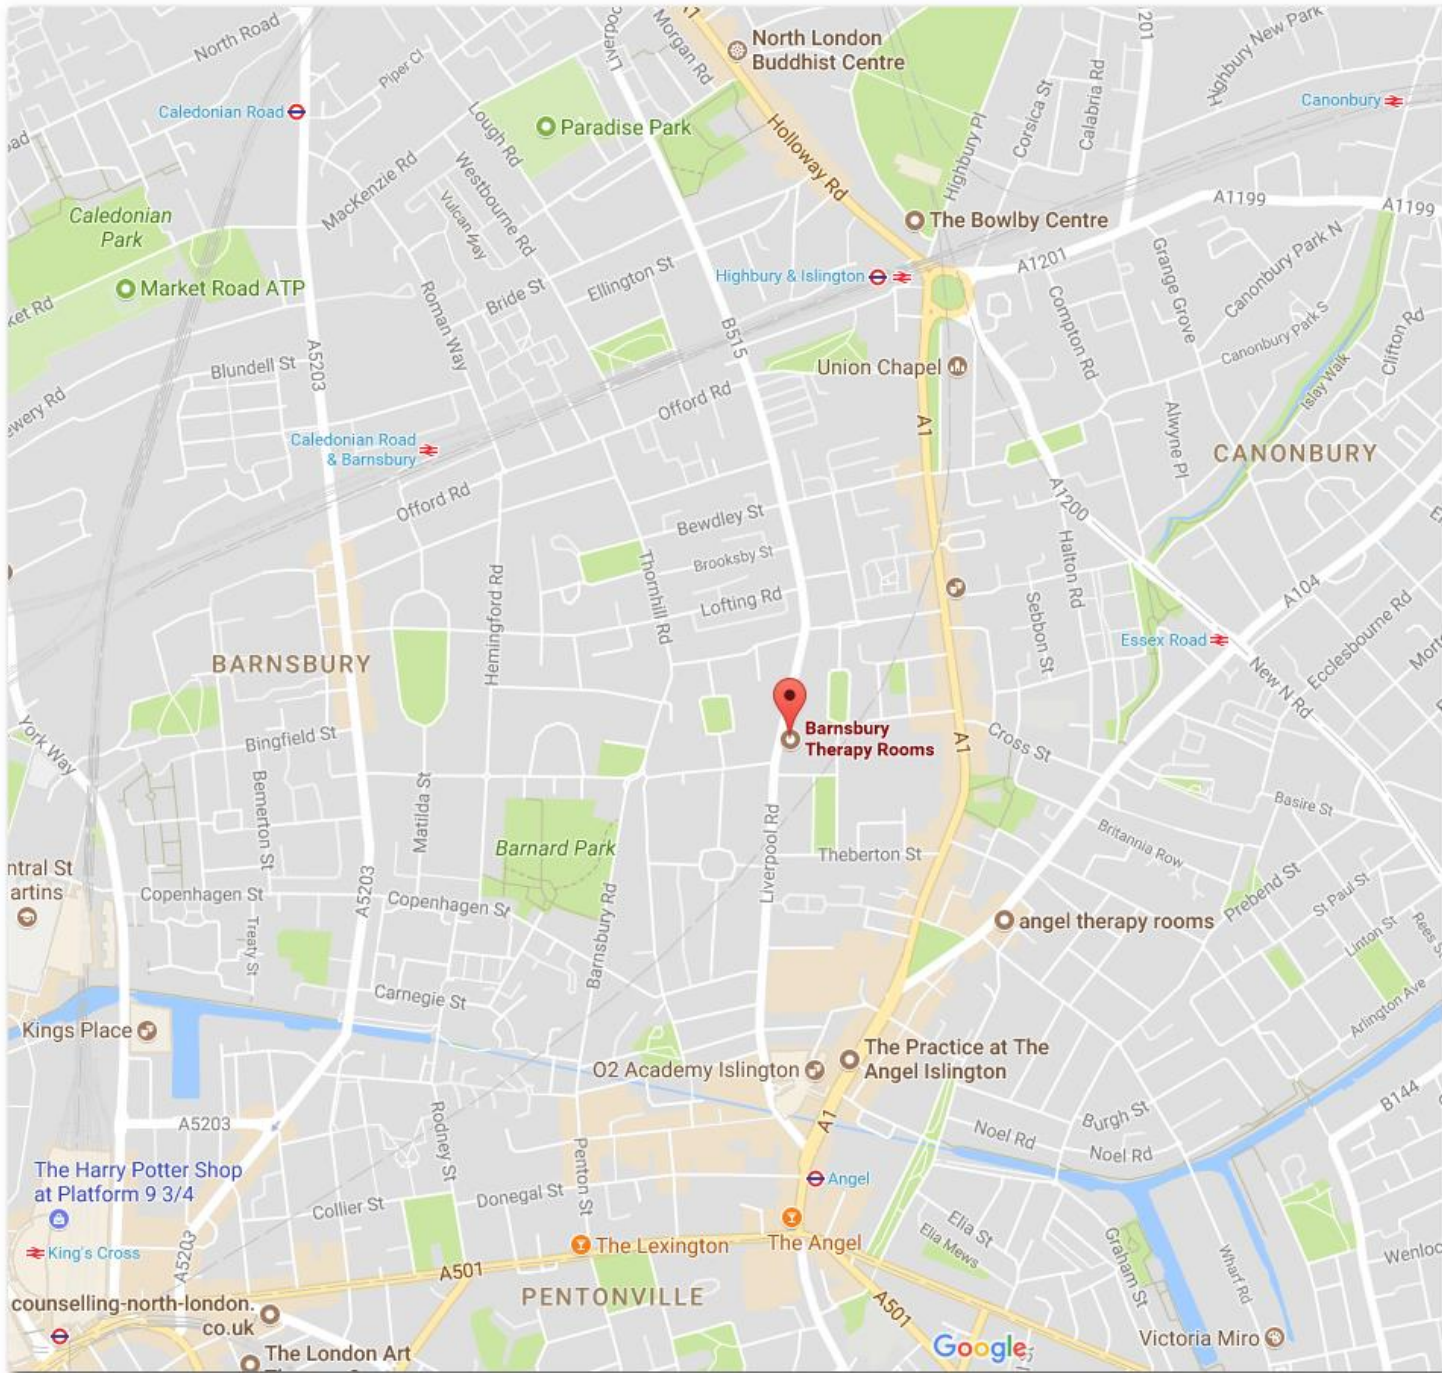 North Road
Piper Cl
Morgan Rd
A1
North London
Buddhist Centre
Highbury New Park
Caledonian Road
Lough Rd
Paradise Park
Holloway Rd
Highbury Pl
Corsica St
Calabria Rd
Canonbury
MacKenzie Rd
Westbourne Rd
Vulcan Way
Caledonian
Park
The Bowlby Centre
A1199
A1199
Market Road ATP
Roman Way
Bride St
Ellington St
Highbury & Islington
A1201
Grange Grove
Canonbury Park N
Canonbury Park S
Compton Rd
Clifton Rd
A5203
Blundell St
B515
Union Chapel
Islay Walk
Offord Rd
Alwyne Pl
A1
CANONBURY
Caledonian Road
& Barnsbury
Offord Rd
Bewdley St
Brooksby St
Lofting Rd
A1200
Halton Rd
Sebbon St
Hemingford Rd
Thornhill Rd
A104
Essex Road
Ecclesbourne Rd
New N Rd
BARNSBURY
York Way
Bingfield St
Barnsbury
Therapy Rooms
A1
Cross St
Bemerton St
Matilda St
Basire St
Barnard Park
Liverpool Rd
Theberton St
Britannia Row
Copenhagen St
A5203
Copenhagen St
Barnsbury Rd
Prebend St
St Paul St
angel therapy rooms
Treaty St
Linton St
Carnegie St
Arlington Ave
Kings Place
O2 Academy Islington
The Practice at The
Angel Islington
A5203
Rodney St
Penton St
A1
Noel Rd
Burgh St
Noel Rd
B144
The Harry Potter Shop
at Platform 9 3/4
Collier St
Donegal St
Angel
King's Cross
A5203
The Lexington
The Angel
Elia St
Elia Mews
Graham St
Wharf Rd
A501
PENTONVILLE
A501
counselling-north-london.
co.uk
The London Art
Google
Victoria Miro